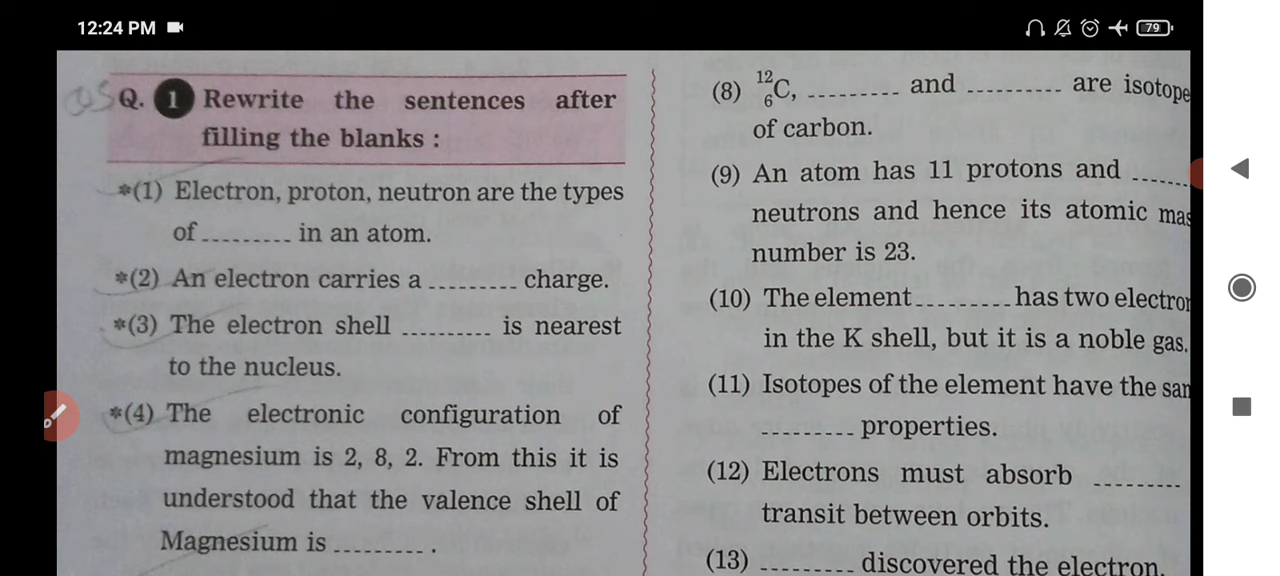 12:24 PM
79
Q. 1 Rewrite the sentences after
filling the blanks :
*(1) Electron, proton, neutron are the types
of ......... in an atom.
*(2) An electron carries a ......... charge.
*(3) The electron shell ......... is nearest
to the nucleus.
*(4) The electronic configuration of
magnesium is 2, 8, 2. From this it is
understood that the valence shell of
Magnesium is ......... .
(8) ¹²₆C, ......... and ......... are isotope
of carbon.
(9) An atom has 11 protons and ......
neutrons and hence its atomic mas
number is 23.
(10) The element ......... has two electron
in the K shell, but it is a noble gas.
(11) Isotopes of the element have the sam
......... properties.
(12) Electrons must absorb .........
transit between orbits.
(13) ......... discovered the electron.